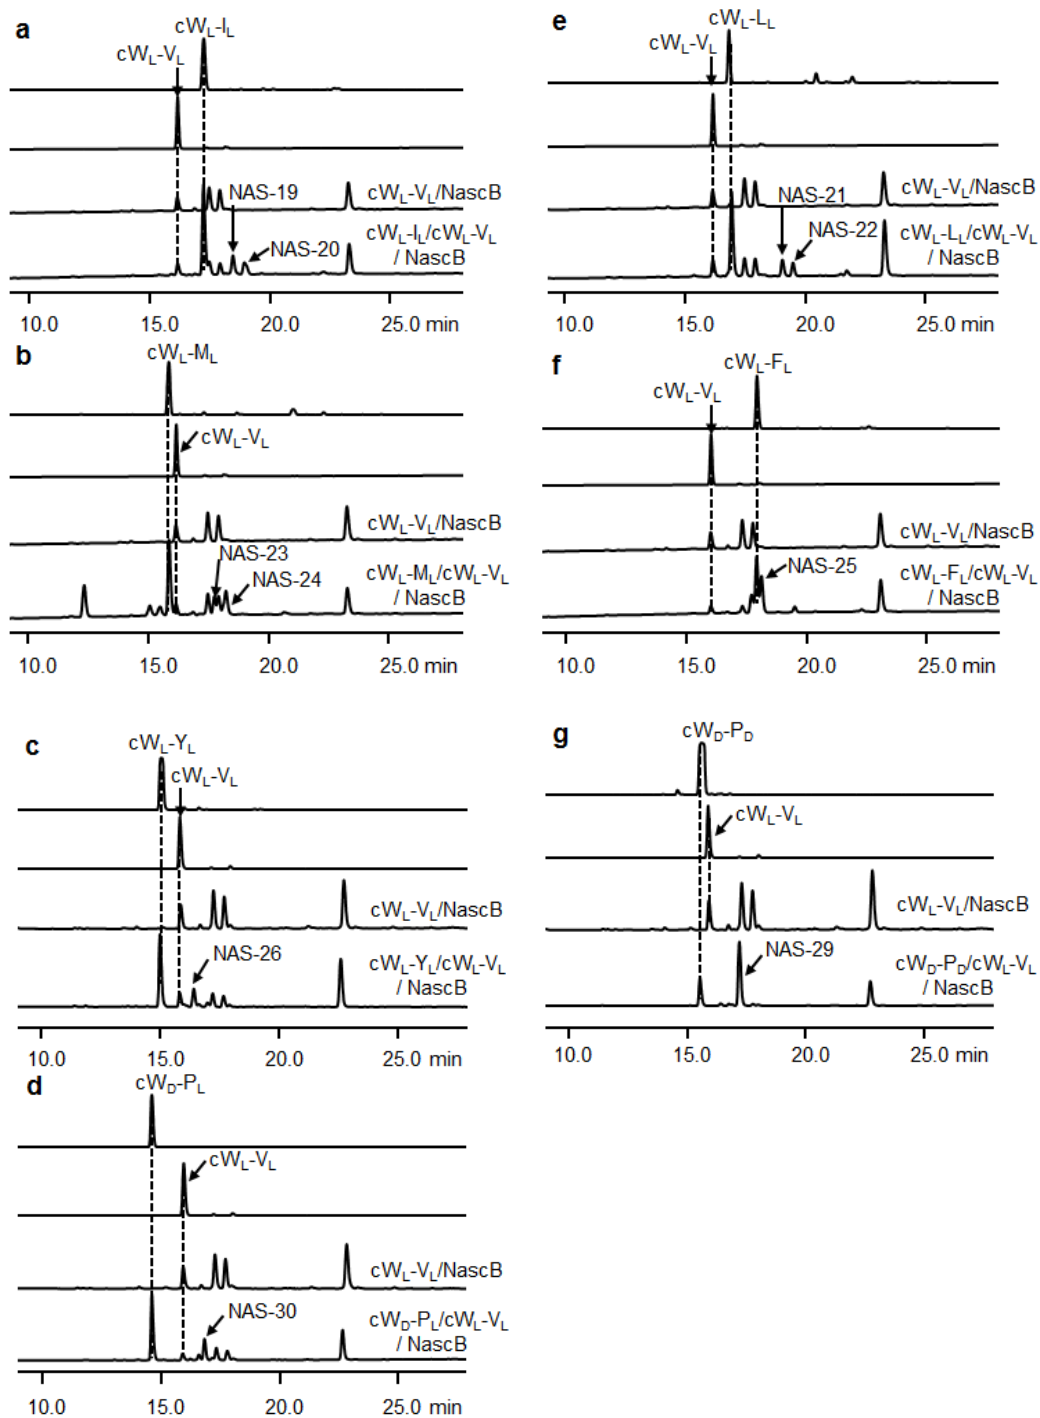 a
cWL-IL
cWL-VL
cWL-VL/NascB
NAS-19
NAS-20
cWL-IL/cWL-VL
/ NascB
10.0 15.0 20.0 25.0 min
e
cWL-LL
cWL-VL
cWL-VL/NascB
NAS-21
NAS-22
cWL-LL/cWL-VL
/ NascB
10.0 15.0 20.0 25.0 min
b
cWL-ML
cWL-VL
cWL-VL/NascB
NAS-23
NAS-24
cWL-ML/cWL-VL
/ NascB
10.0 15.0 20.0 25.0 min
f
cWL-FL
cWL-VL
cWL-VL/NascB
NAS-25
cWL-FL/cWL-VL
/ NascB
10.0 15.0 20.0 25.0 min
c
cWL-YL
cWL-VL
cWL-VL/NascB
NAS-26
cWL-YL/cWL-VL
/ NascB
10.0 15.0 20.0 25.0 min
g
cWD-PD
cWL-VL
cWL-VL/NascB
NAS-29
cWD-PD/cWL-VL
/ NascB
10.0 15.0 20.0 25.0 min
d
cWD-PL
cWL-VL
cWL-VL/NascB
NAS-30
cWD-PL/cWL-VL
/ NascB
10.0 15.0 20.0 25.0 min